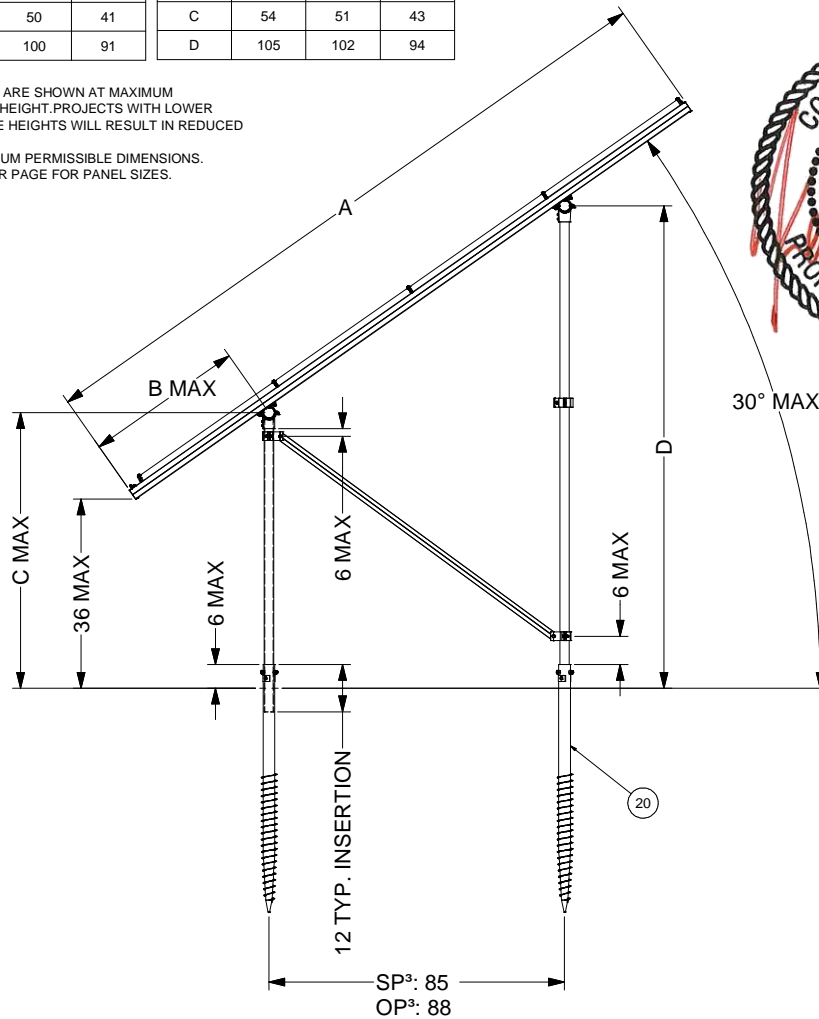 50 41
100 91
C 54 51 43
D 105 102 94
ARE SHOWN AT MAXIMUM
HEIGHT.PROJECTS WITH LOWER
HEIGHTS WILL RESULT IN REDUCED
PERMISSIBLE DIMENSIONS.
PAGE FOR PANEL SIZES.
A
B MAX
30° MAX
C MAX
36 MAX
6 MAX
6 MAX
D
6 MAX
12 TYP. INSERTION
20
SP³: 85
OP³: 88